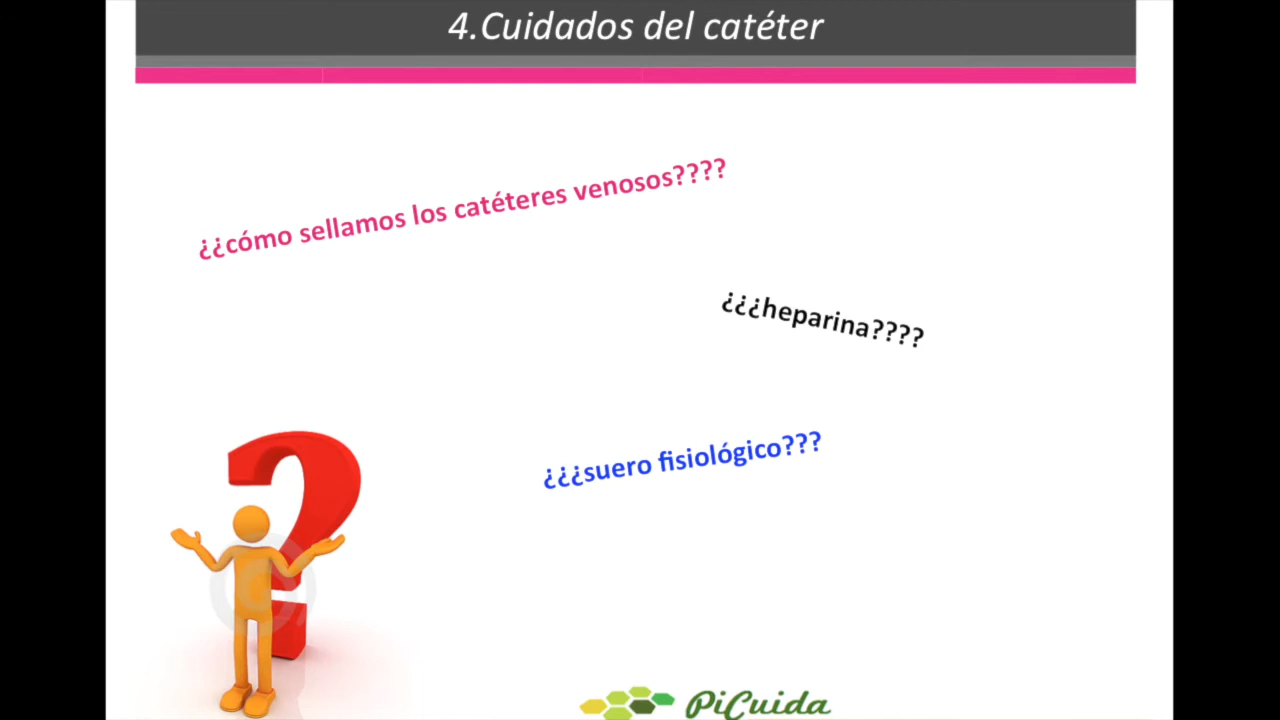 4.Cuidados del catéter
¿¿cómo sellamos los catéteres venosos????
¿¿¿heparina????
¿¿¿suero fisiológico???
PiCuida